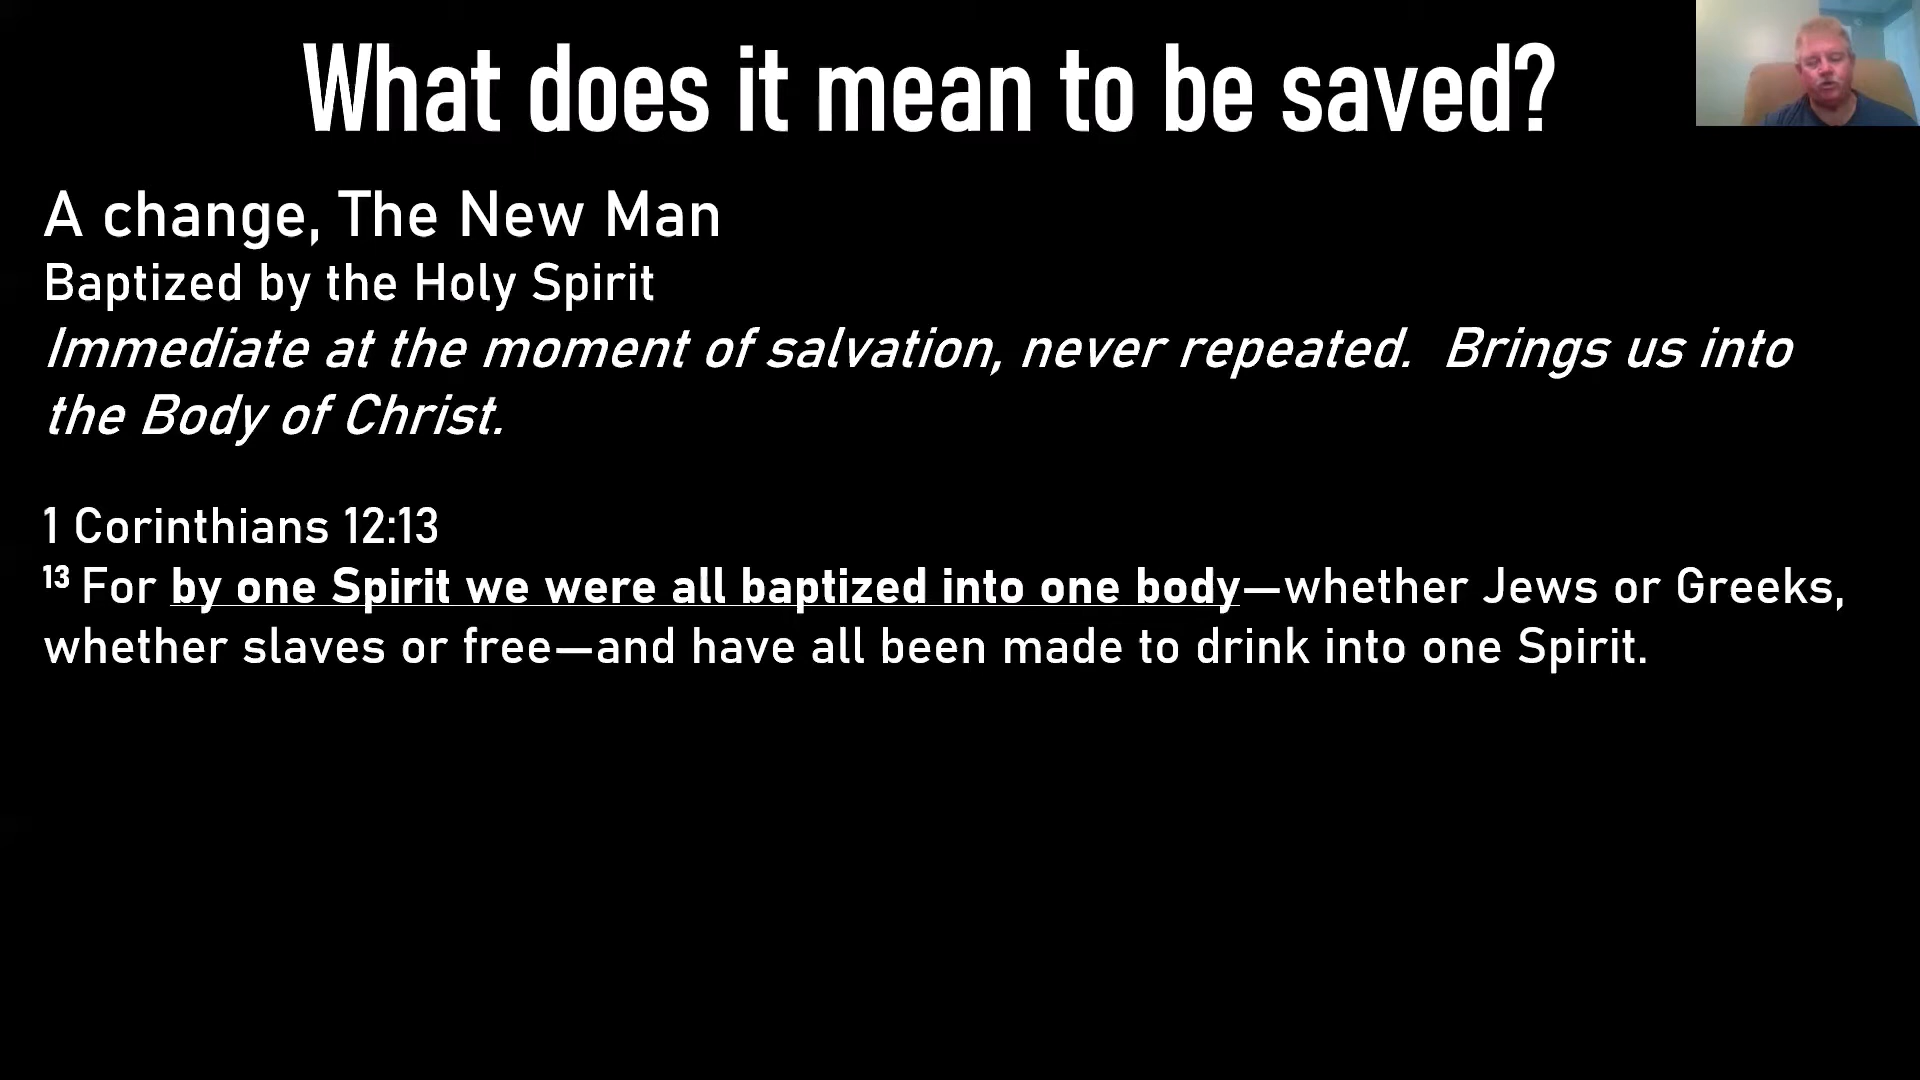 What does it mean to be saved?
A change, The New Man
Baptized by the Holy Spirit
Immediate at the moment of salvation, never repeated.  Brings us into
the Body of Christ.
1 Corinthians 12:13
¹³ For by one Spirit we were all baptized into one body—whether Jews or Greeks,
whether slaves or free—and have all been made to drink into one Spirit.